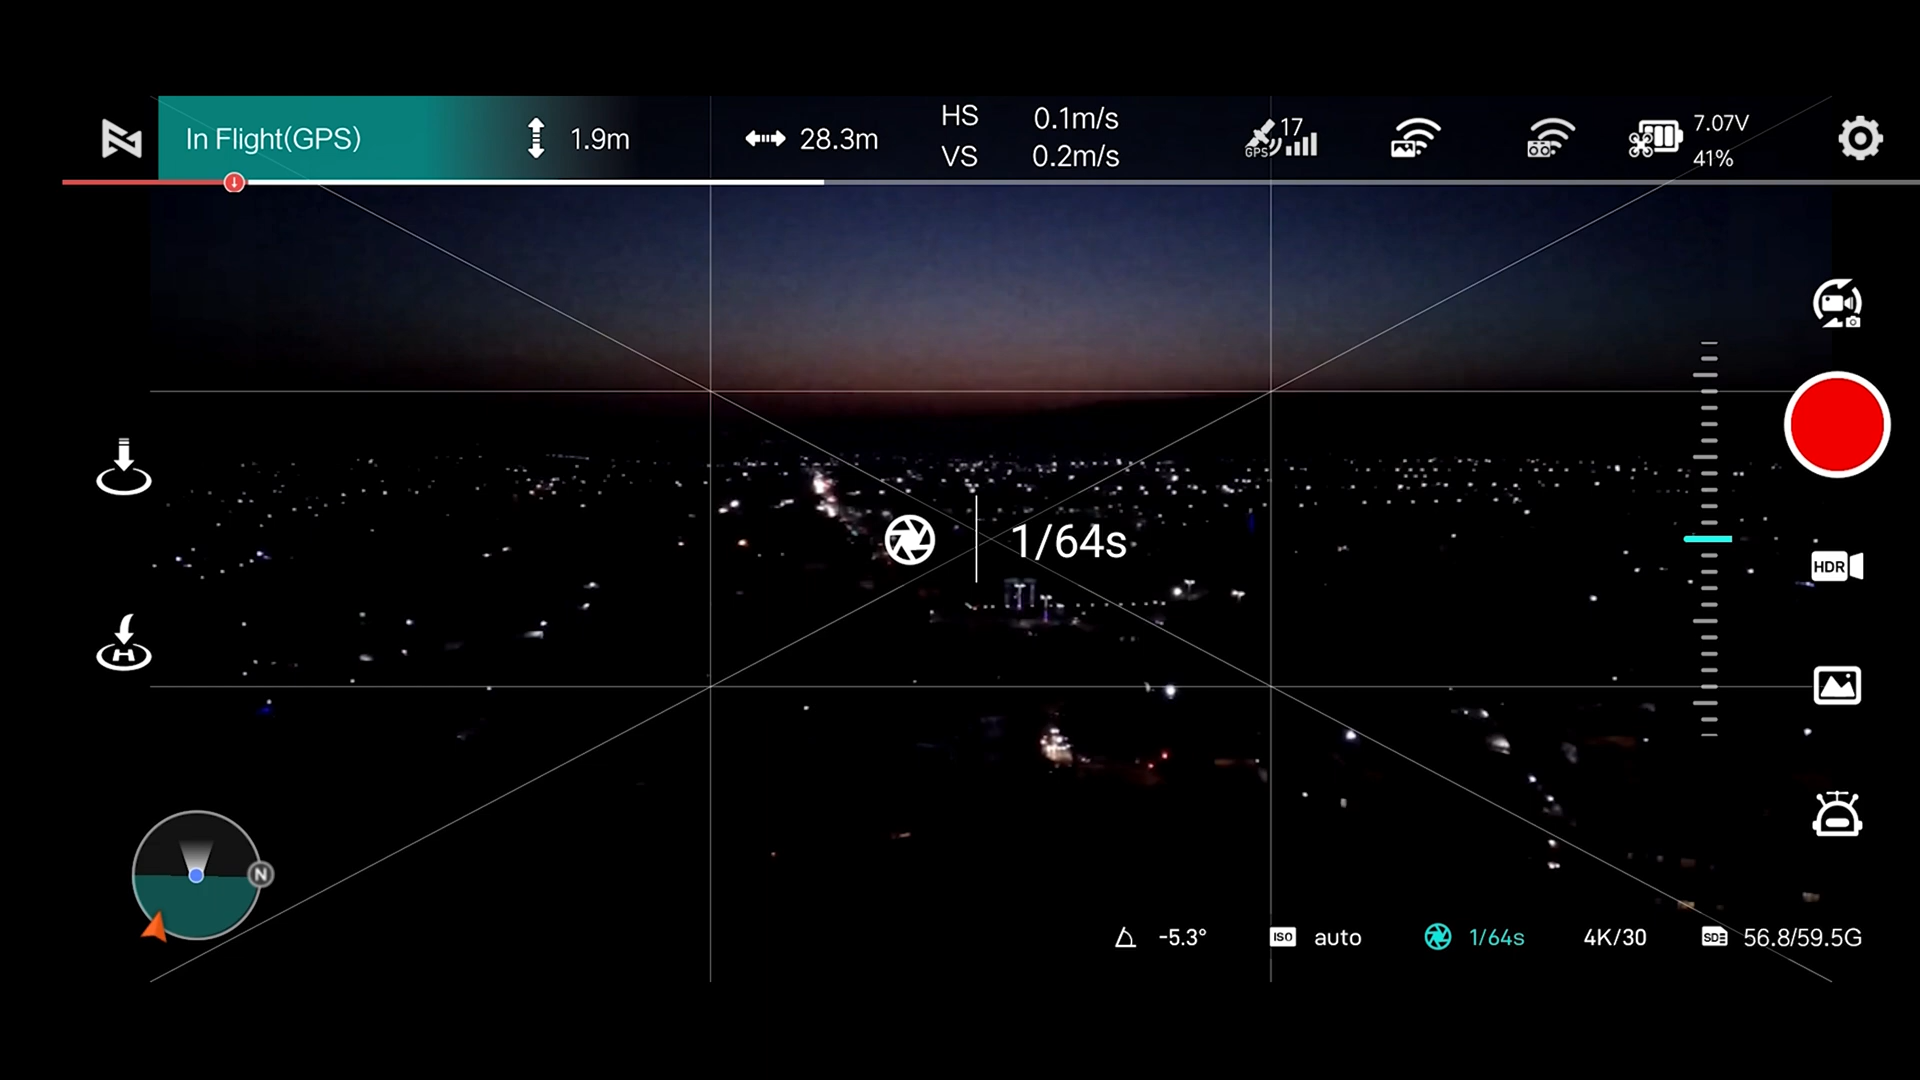 In Flight(GPS)
1.9m
28.3m
HS 0.1m/s
VS 0.2m/s
GPS 17
7.07V
41%
1/64s
HDR
H
N
-5.3°
ISO auto
1/64s
4K/30
SD 56.8/59.5G